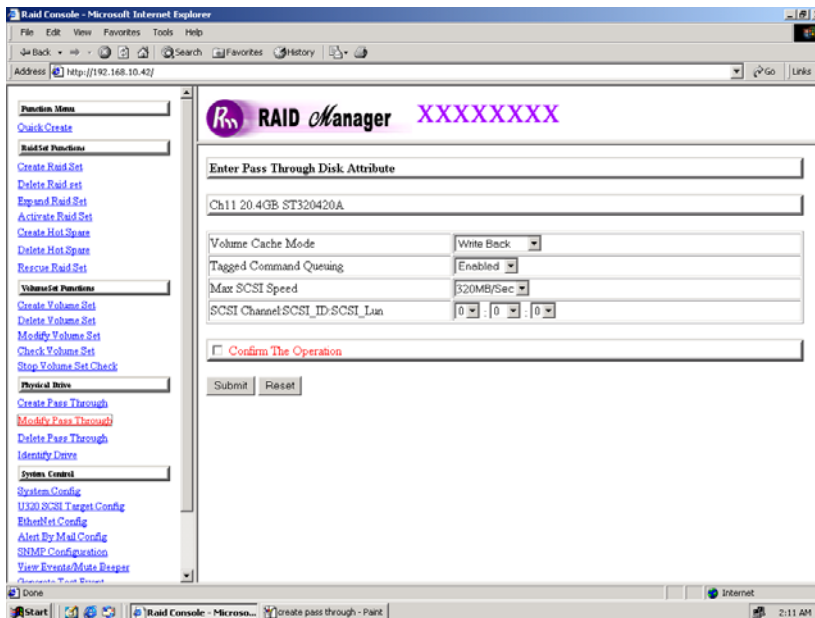 Raid Console - Microsoft Internet Explorer
File Edit View Favorites Tools Help
Back Search Favorites History
Address http://192.168.10.42/ Go Links
Function Menu
Quick Create
RaidSet Functions
Create Raid Set
Delete Raid set
Expand Raid Set
Activate Raid Set
Create Hot Spare
Delete Hot Spare
Rescue Raid Set
VolumeSet Functions
Create Volume Set
Delete Volume Set
Modify Volume Set
Check Volume Set
Stop Volume Set Check
Physical Drive
Create Pass Through
Modify Pass Through
Delete Pass Through
Identify Drive
System Control
System Config
U320 SCSI Target Config
EtherNet Config
Alert By Mail Config
SNMP Configuration
View Events/Mute Beeper
Generate Test Event
Rm RAID Manager XXXXXXXX
Enter Pass Through Disk Attribute
Ch11 20.4GB ST320420A
Volume Cache Mode Write Back
Tagged Command Queuing Enabled
Max SCSI Speed 320MB/Sec
SCSI Channel:SCSI_ID:SCSI_Lun 0 : 0 : 0
Confirm The Operation
Submit Reset
Done Internet
Start Raid Console - Microso... create pass through - Paint 2:11 AM